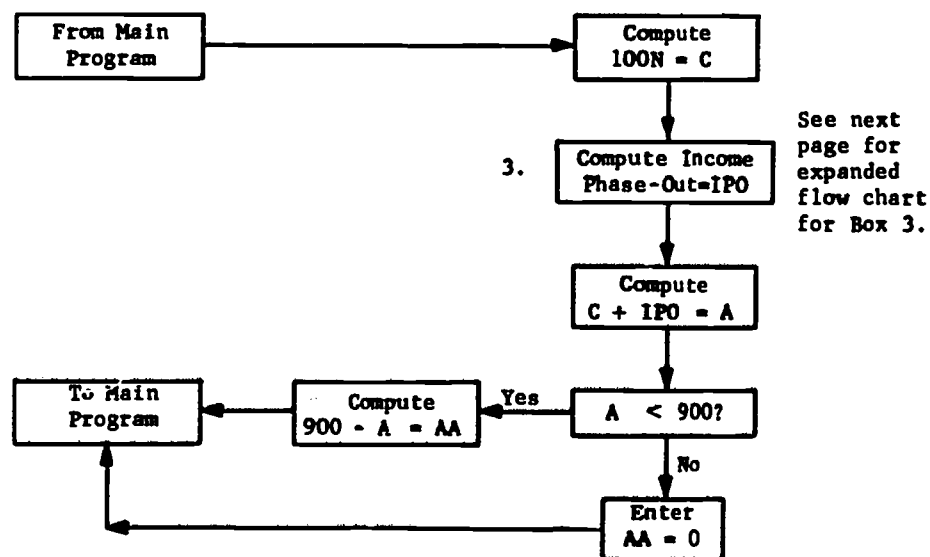 From Main
Program
Compute
100N = C
See next
page for
expanded
flow chart
for Box 3.
3.
Compute Income
Phase-Out=IPO
Compute
C + IPO = A
To Main
Program
Compute
900 - A = AA
Yes
A < 900?
No
Enter
AA = 0